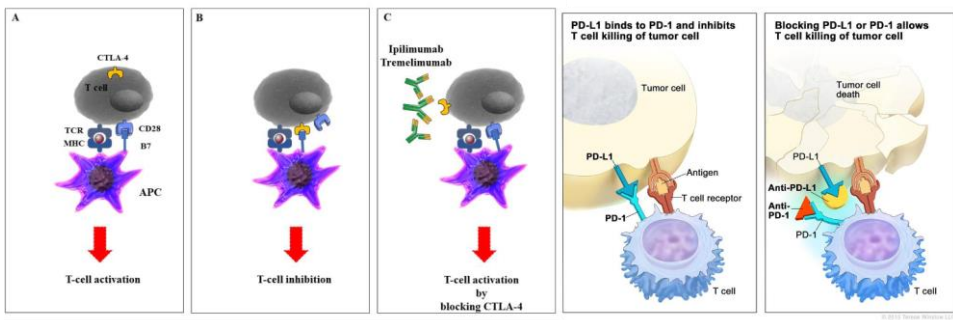 A
CTLA-4
T cell
TCR
CD28
MHC
B7
APC
T-cell activation
B
T-cell inhibition
C
Ipilimumab
Tremelimumab
T-cell activation
by
blocking CTLA-4
PD-L1 binds to PD-1 and inhibits
T cell killing of tumor cell
Tumor cell
PD-L1
Antigen
T cell receptor
PD-1
T cell
Blocking PD-L1 or PD-1 allows
T cell killing of tumor cell
Tumor cell
death
PD-L1
Anti-PD-L1
Anti-
PD-1
PD-1
T cell